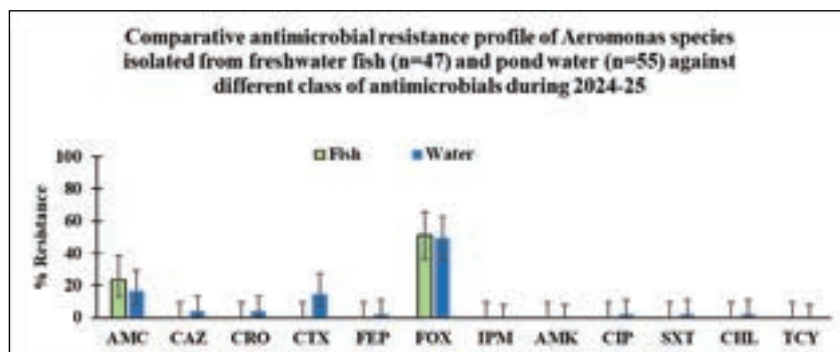 Comparative antimicrobial resistance profile of Aeromonas species
isolated from freshwater fish (n=47) and pond water (n=55) against
different class of antimicrobials during 2024-25
Fish Water
% Resistance
100
80
60
40
20
0
AMC CAZ CRO CTX FEP FOX IPM AMK CIP SXT CHL TCY